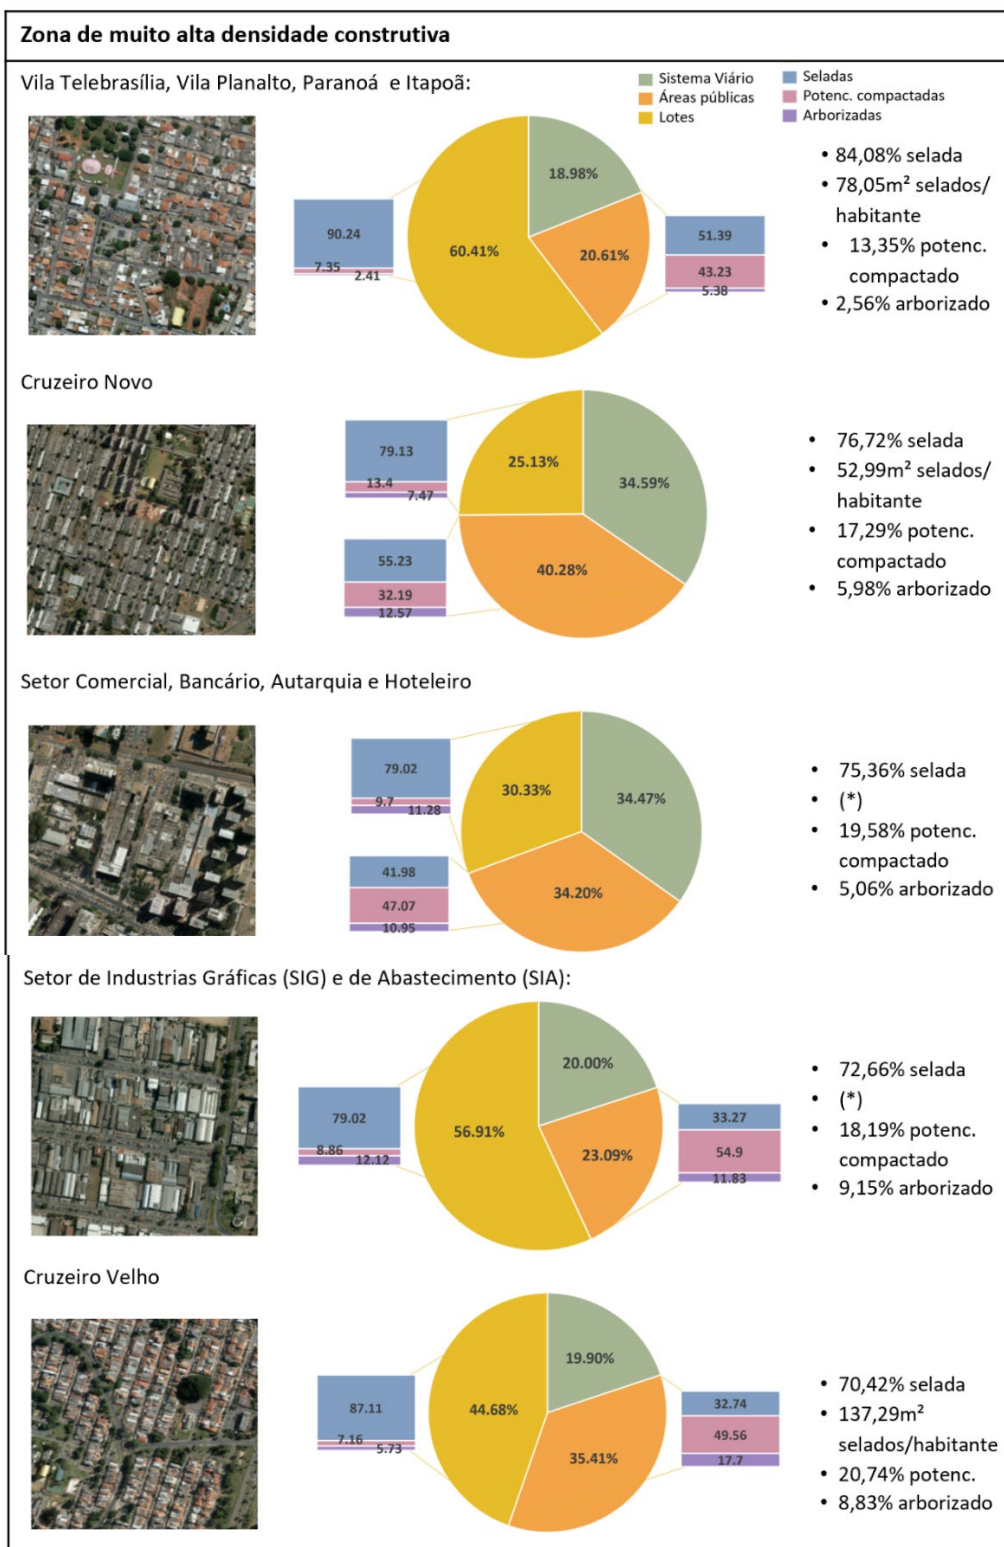 Zona de muito alta densidade construtiva
Vila Telebrasília, Vila Planalto, Paranoá e Itapoã:
Sistema Viário
Áreas públicas
Lotes
Seladas
Potenc. compactadas
Arborizadas
18.98%
20.61%
60.41%
90.24
7.35
2.41
51.39
43.23
5.38
• 84,08% selada
• 78,05m² selados/
habitante
• 13,35% potenc.
compactado
• 2,56% arborizado
Cruzeiro Novo
79.13
13.4
7.47
55.23
32.19
12.57
25.13%
34.59%
40.28%
• 76,72% selada
• 52,99m² selados/
habitante
• 17,29% potenc.
compactado
• 5,98% arborizado
Setor Comercial, Bancário, Autarquia e Hoteleiro
79.02
9.7
11.28
41.98
47.07
10.95
30.33%
34.47%
34.20%
• 75,36% selada
• (*)
• 19,58% potenc.
compactado
• 5,06% arborizado
Setor de Industrias Gráficas (SIG) e de Abastecimento (SIA):
79.02
8.86
12.12
56.91%
20.00%
23.09%
33.27
54.9
11.83
• 72,66% selada
• (*)
• 18,19% potenc.
compactado
• 9,15% arborizado
Cruzeiro Velho
87.11
7.16
5.73
44.68%
19.90%
35.41%
32.74
49.56
17.7
• 70,42% selada
• 137,29m²
selados/habitante
• 20,74% potenc.
• 8,83% arborizado